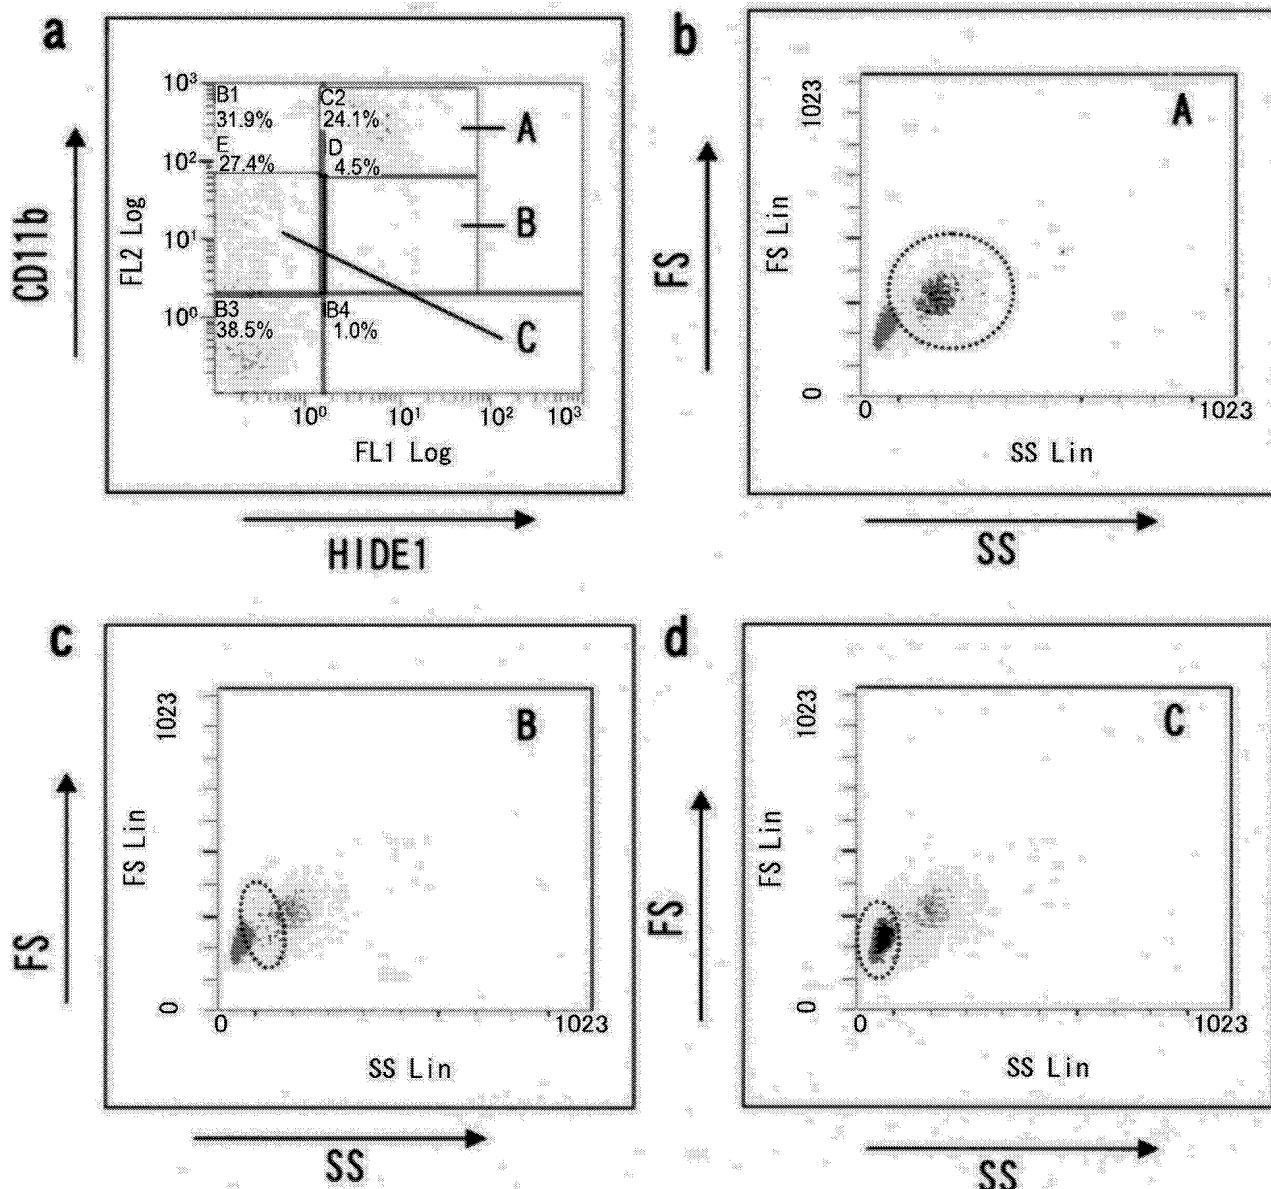 a
10³
B1
C2
31.9%
24.1%
A
E
D
10²
27.4%
4.5%
B
10¹
B3
B4
10⁰
38.5%
1.0%
C
CD11b
FL2 Log
10⁰ 10¹ 10² 10³
FL1 Log
HIDE1
b
1023
A
FS
FS Lin
0
0 1023
SS Lin
SS
c
1023
B
FS Lin
FS
0
0 1023
SS Lin
SS
d
1023
C
FS Lin
FS
0
0 1023
SS Lin
SS